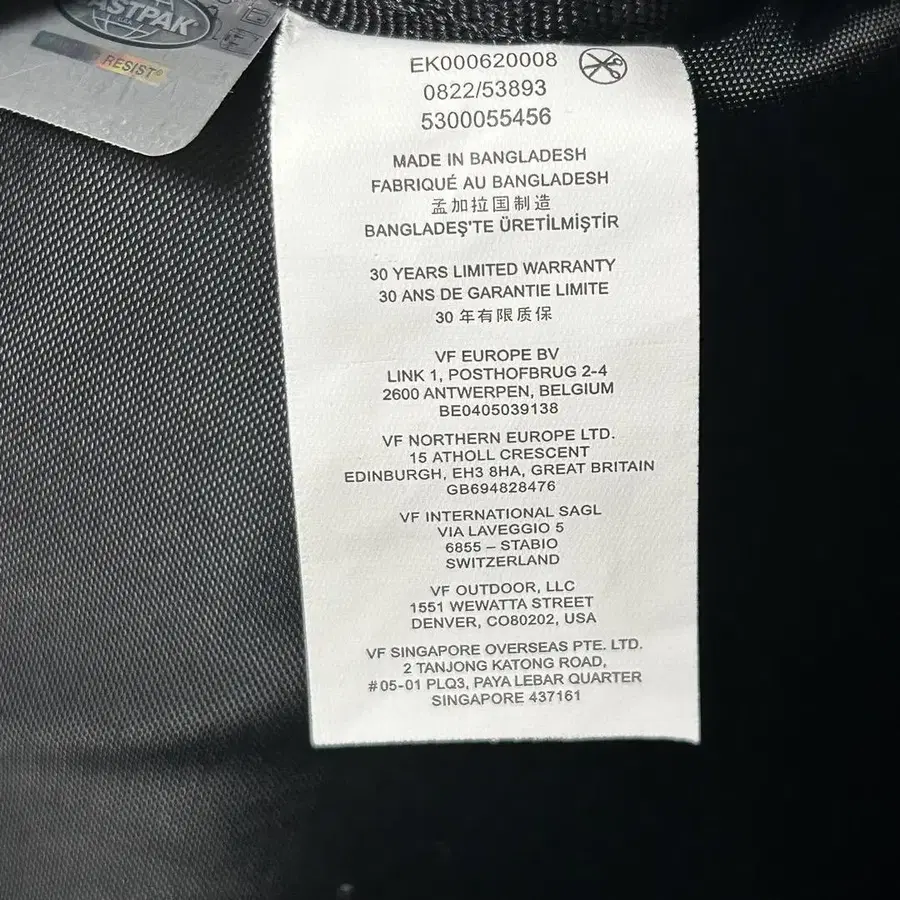 RESIST®
EK000620008
0822/53893
5300055456
MADE IN BANGLADESH
FABRIQUÉ AU BANGLADESH
孟加拉国制造
BANGLADEŞ'TE ÜRETİLMİŞTİR
30 YEARS LIMITED WARRANTY
30 ANS DE GARANTIE LIMITE
30 年有限质保
VF EUROPE BV
LINK 1, POSTHOFBRUG 2-4
2600 ANTWERPEN, BELGIUM
BE0405039138
VF NORTHERN EUROPE LTD.
15 ATHOLL CRESCENT
EDINBURGH, EH3 8HA, GREAT BRITAIN
GB694828476
VF INTERNATIONAL SAGL
VIA LAVEGGIO 5
6855 – STABIO
SWITZERLAND
VF OUTDOOR, LLC
1551 WEWATTA STREET
DENVER, CO80202, USA
VF SINGAPORE OVERSEAS PTE. LTD.
2 TANJONG KATONG ROAD,
#05-01 PLQ3, PAYA LEBAR QUARTER
SINGAPORE 437161